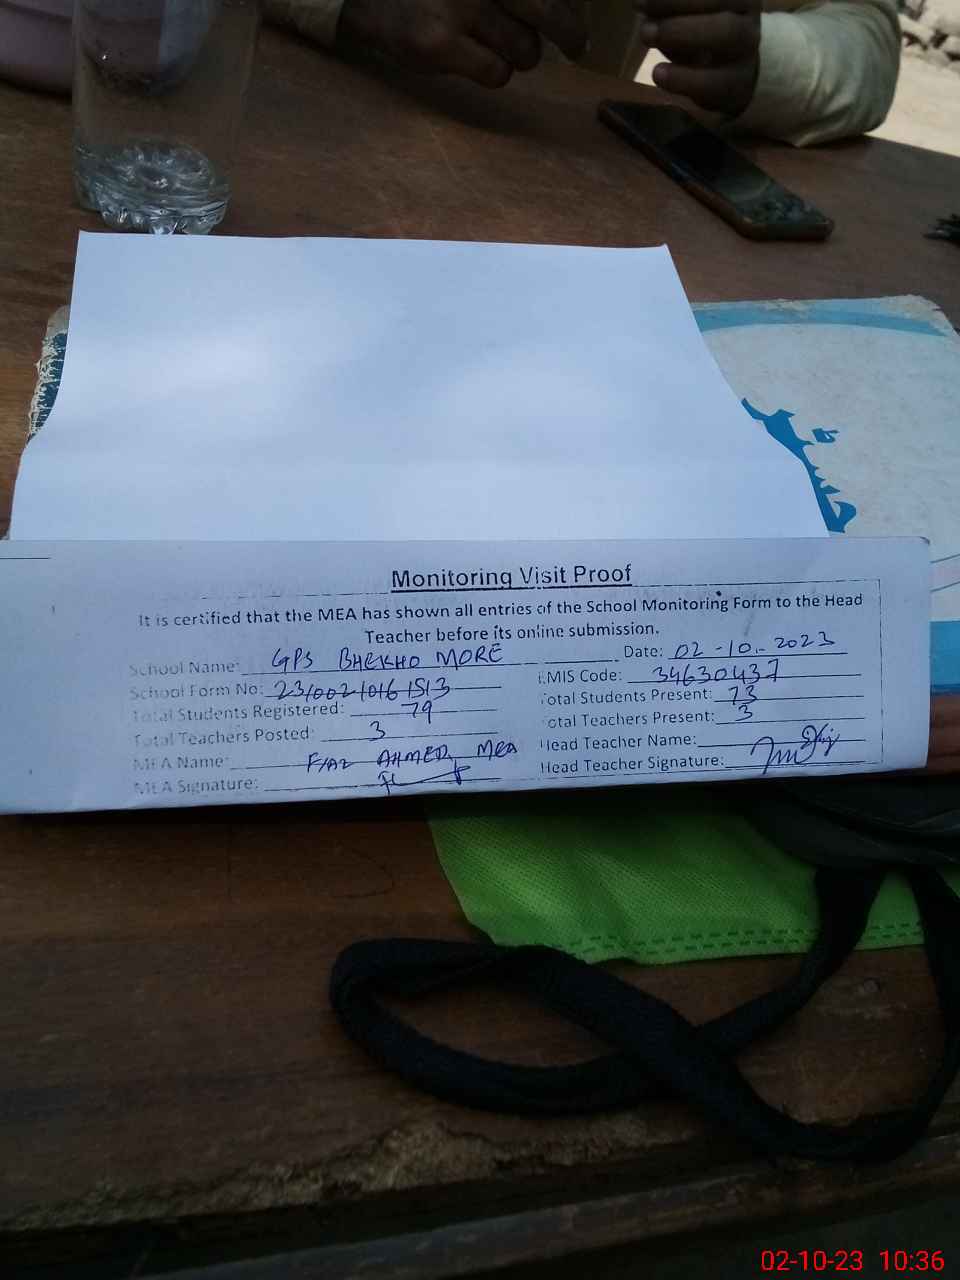 Monitoring Visit Proof
It is certified that the MEA has shown all entries of the School Monitoring Form to the Head
Teacher before its online submission.
School Name: GPS BHEKHO MORE Date: 02-10-2023
School Form No: EMIS Code: 34630437
Total Students Registered: 79 Total Students Present: 73
Total Teachers Posted: 3 Total Teachers Present: 3
MEA Name: AHMED, MEA Head Teacher Name:
MEA Signature: Head Teacher Signature:
02-10-23 10:36